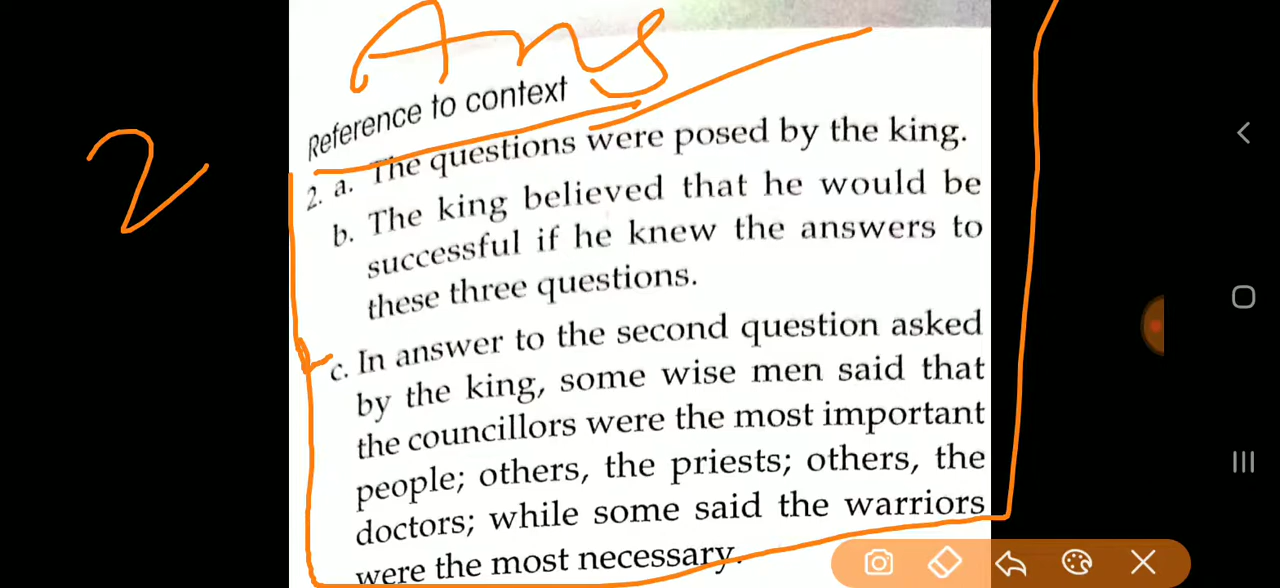 Ans
Reference to context
2
2. a. The questions were posed by the king.
b. The king believed that he would be
successful if he knew the answers to
these three questions.
c. In answer to the second question asked
by the king, some wise men said that
the councillors were the most important
people; others, the priests; others, the
doctors; while some said the warriors
were the most necessary.